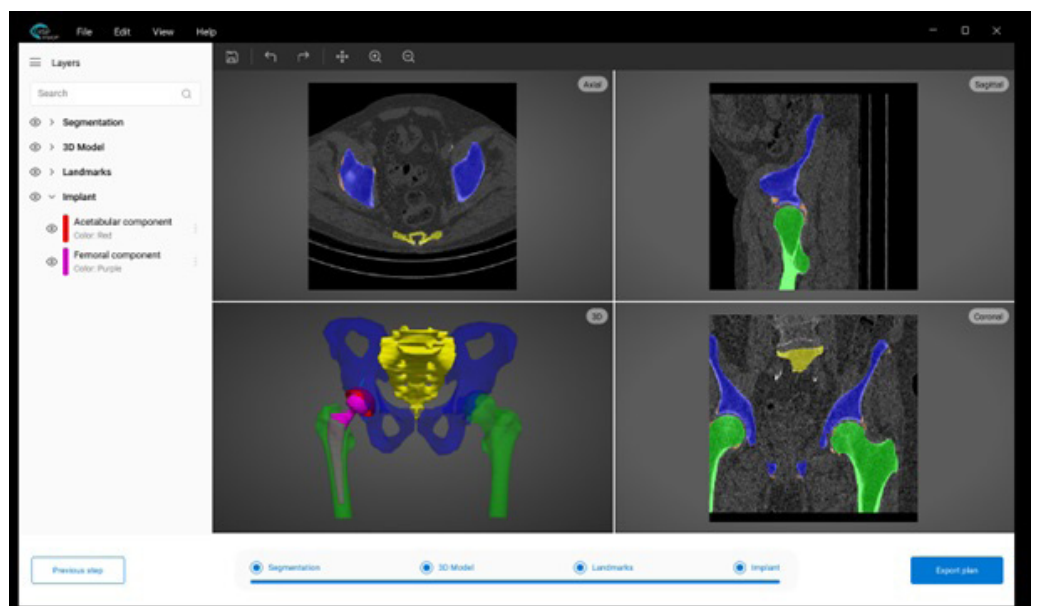 File Edit View Help
Layers
Search
Segmentation
3D Model
Landmarks
Implant
Acetabular component
Color: Red
Femoral component
Color: Purple
Axial
Sagittal
3D
Coronal
Previous step
Segmentation
3D Model
Landmarks
Implant
Export plan